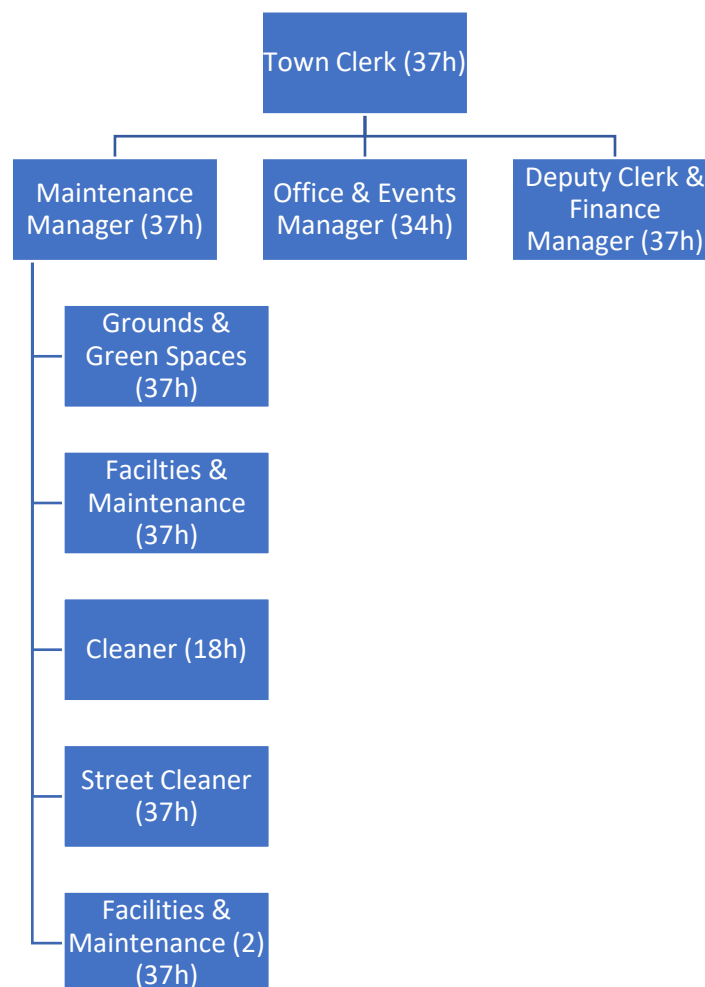 Town Clerk (37h)
Maintenance
Manager (37h)
Office & Events
Manager (34h)
Deputy Clerk &
Finance
Manager (37h)
Grounds &
Green Spaces
(37h)
Facilties &
Maintenance
(37h)
Cleaner (18h)
Street Cleaner
(37h)
Facilities &
Maintenance (2)
(37h)